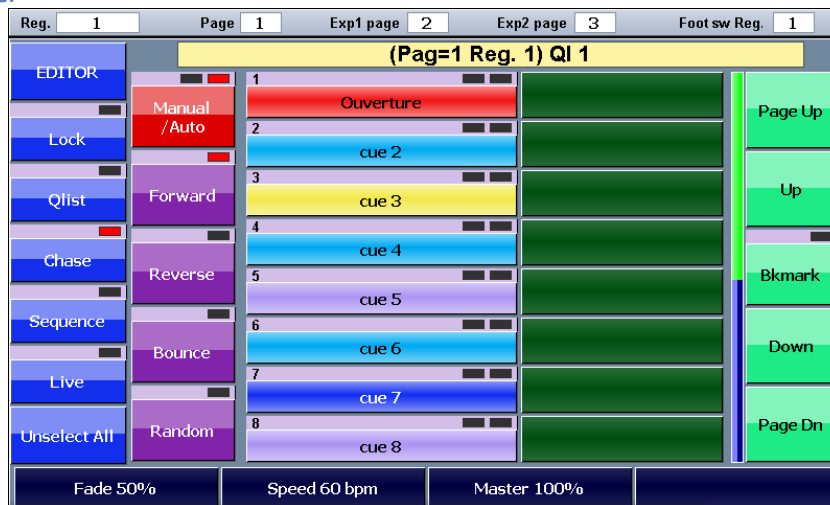 Reg. 1 Page 1 Exp1 page 2 Exp2 page 3 Foot sw Reg. 1
(Pag=1 Reg. 1) Ql 1
EDITOR
Lock
Qlist
Chase
Sequence
Live
Unselect All
Manual
/Auto
Forward
Reverse
Bounce
Random
1
Ouverture
2
cue 2
3
cue 3
4
cue 4
5
cue 5
6
cue 6
7
cue 7
8
cue 8
Page Up
Up
Bkmark
Down
Page Dn
Fade 50% Speed 60 bpm Master 100%